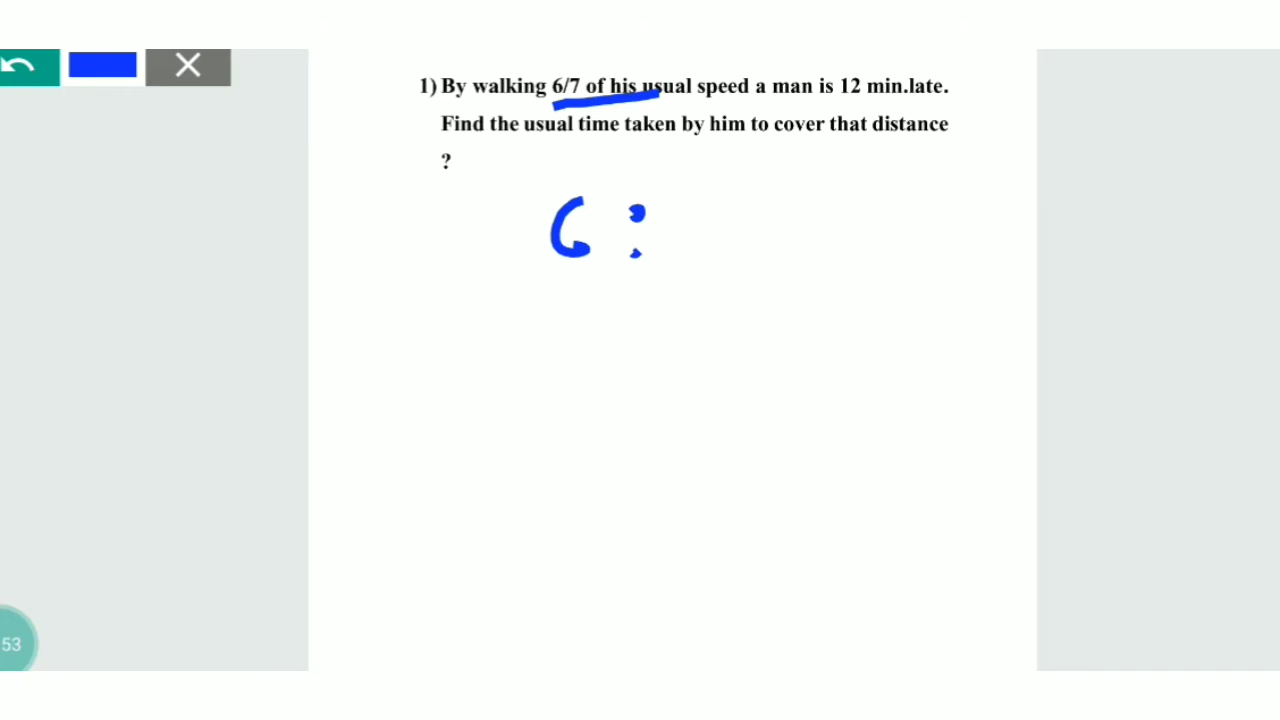 1) By walking 6/7 of his usual speed a man is 12 min.late.
Find the usual time taken by him to cover that distance
?
6 :
53